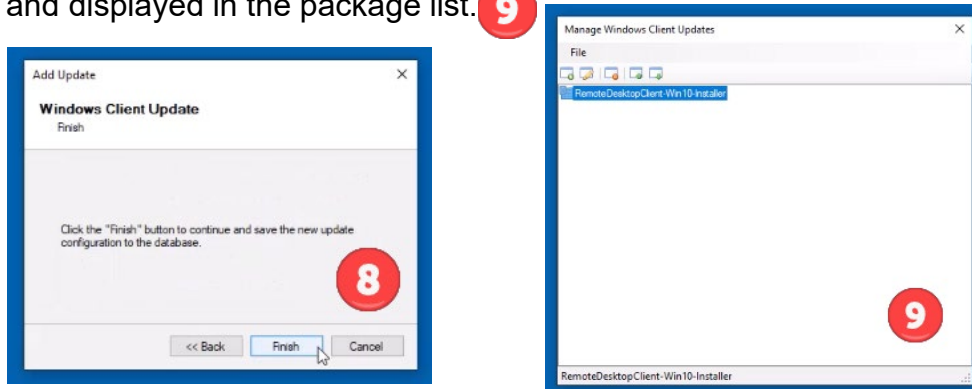 and displayed in the package list. 9
Add Update
Windows Client Update
Finish
Click the "Finish" button to continue and save the new update
configuration to the database.
8
<< Back Finish Cancel
Manage Windows Client Updates
File
RemoteDesktopClient-Win10-Installer
9
RemoteDesktopClient-Win10-Installer